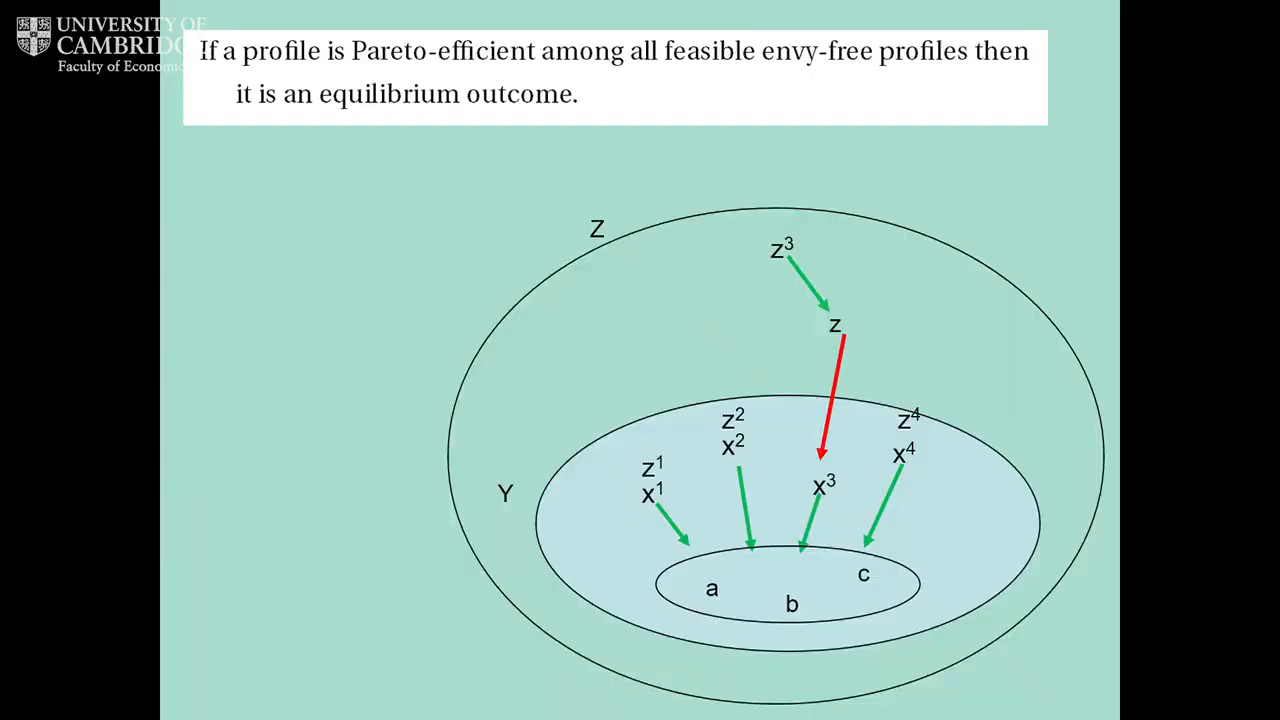 UNIVERSITY OF
CAMBRIDG
Faculty of Economic
If a profile is Pareto-efficient among all feasible envy-free profiles then
it is an equilibrium outcome.
Z
z³
z
z²
x²
z⁴
x⁴
z¹
x¹
x³
Y
a
b
c